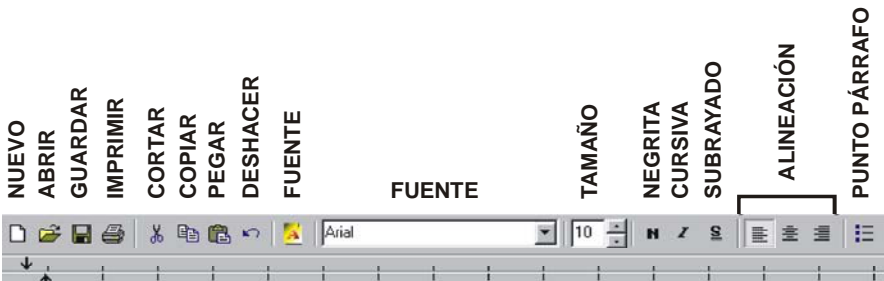 NUEVO
ABRIR
GUARDAR
IMPRIMIR
CORTAR
COPIAR
PEGAR
DESHACER
FUENTE
FUENTE
TAMAÑO
NEGRITA
CURSIVA
SUBRAYADO
ALINEACIÓN
PUNTO PÁRRAFO
Arial
10
N
I
S